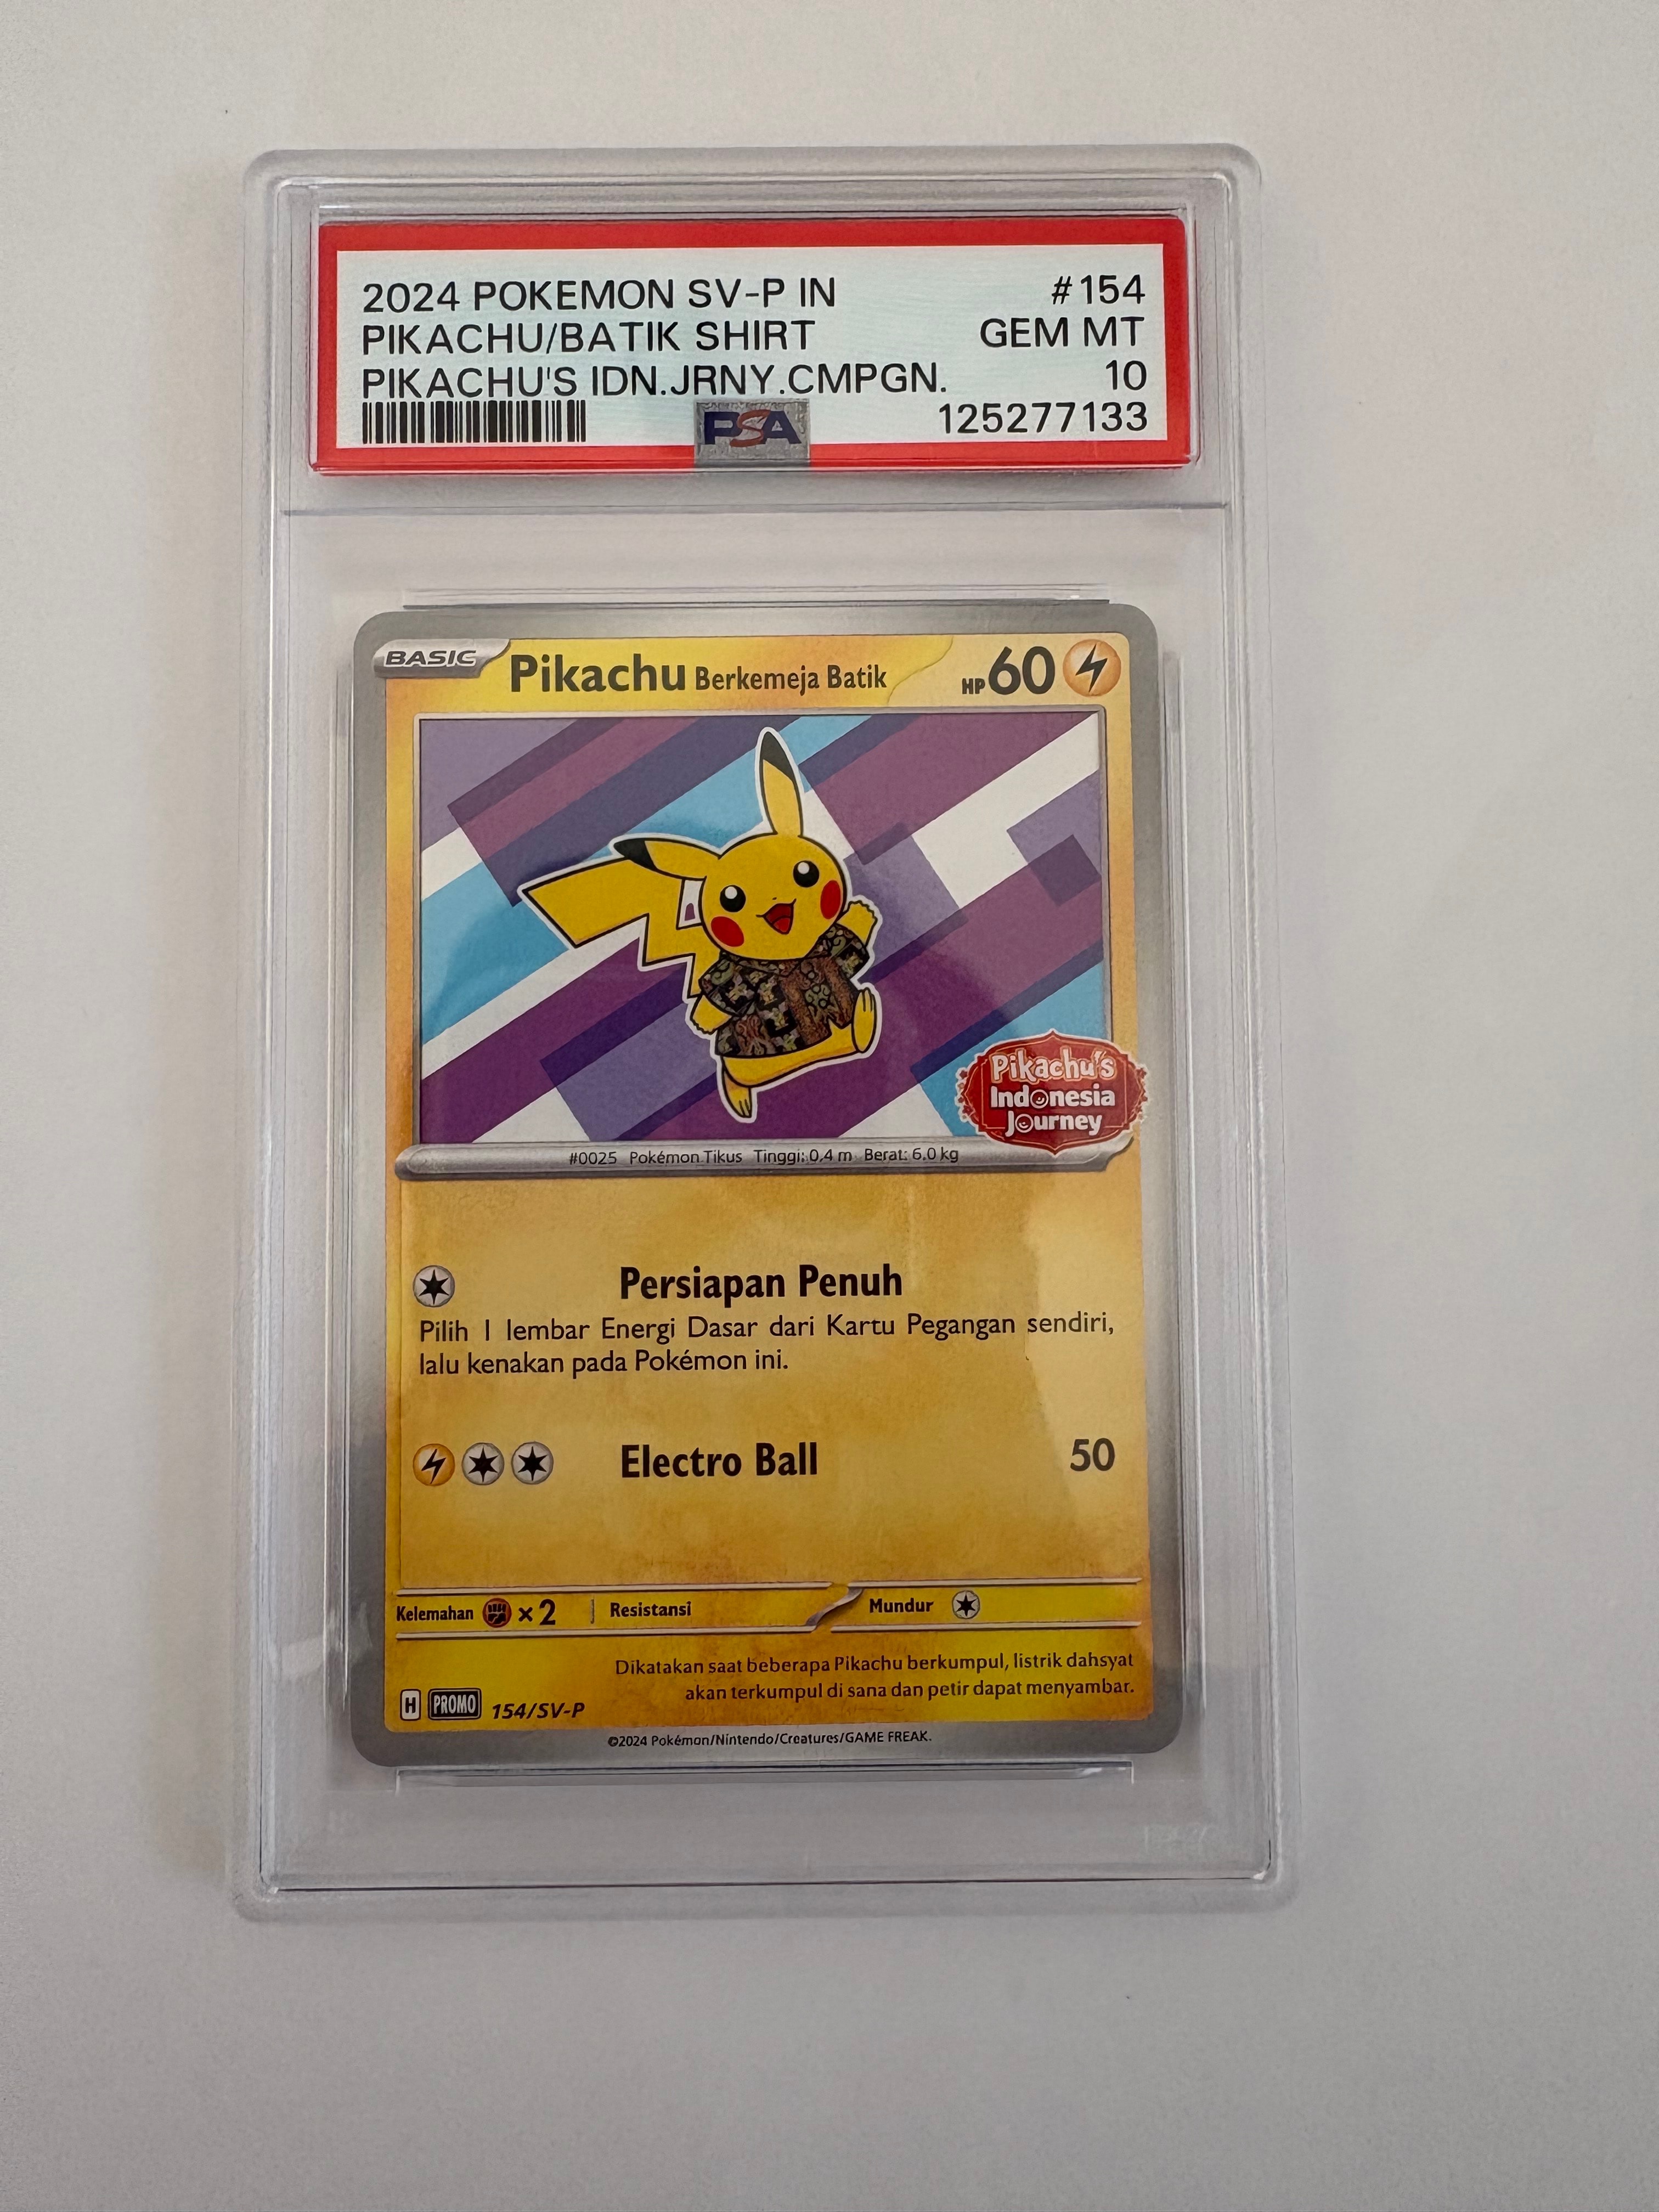 2024 POKEMON SV-P IN #154
PIKACHU/BATIK SHIRT GEM MT
PIKACHU'S IDN.JRNY.CMPGN. 10
PSA 125277133
BASIC Pikachu Berkemeja Batik HP 60
Pikachu's
Indonesia
Journey
#0025 Pokémon Tikus Tinggi: 0.4 m Berat: 6.0 kg
Persiapan Penuh
Pilih 1 lembar Energi Dasar dari Kartu Pegangan sendiri,
lalu kenakan pada Pokémon ini.
Electro Ball 50
Kelemahan ×2 Resistansi Mundur
Dikatakan saat beberapa Pikachu berkumpul, listrik dahsyat
akan terkumpul di sana dan petir dapat menyambar.
H PROMO 154/SV-P
©2024 Pokémon/Nintendo/Creatures/GAME FREAK.